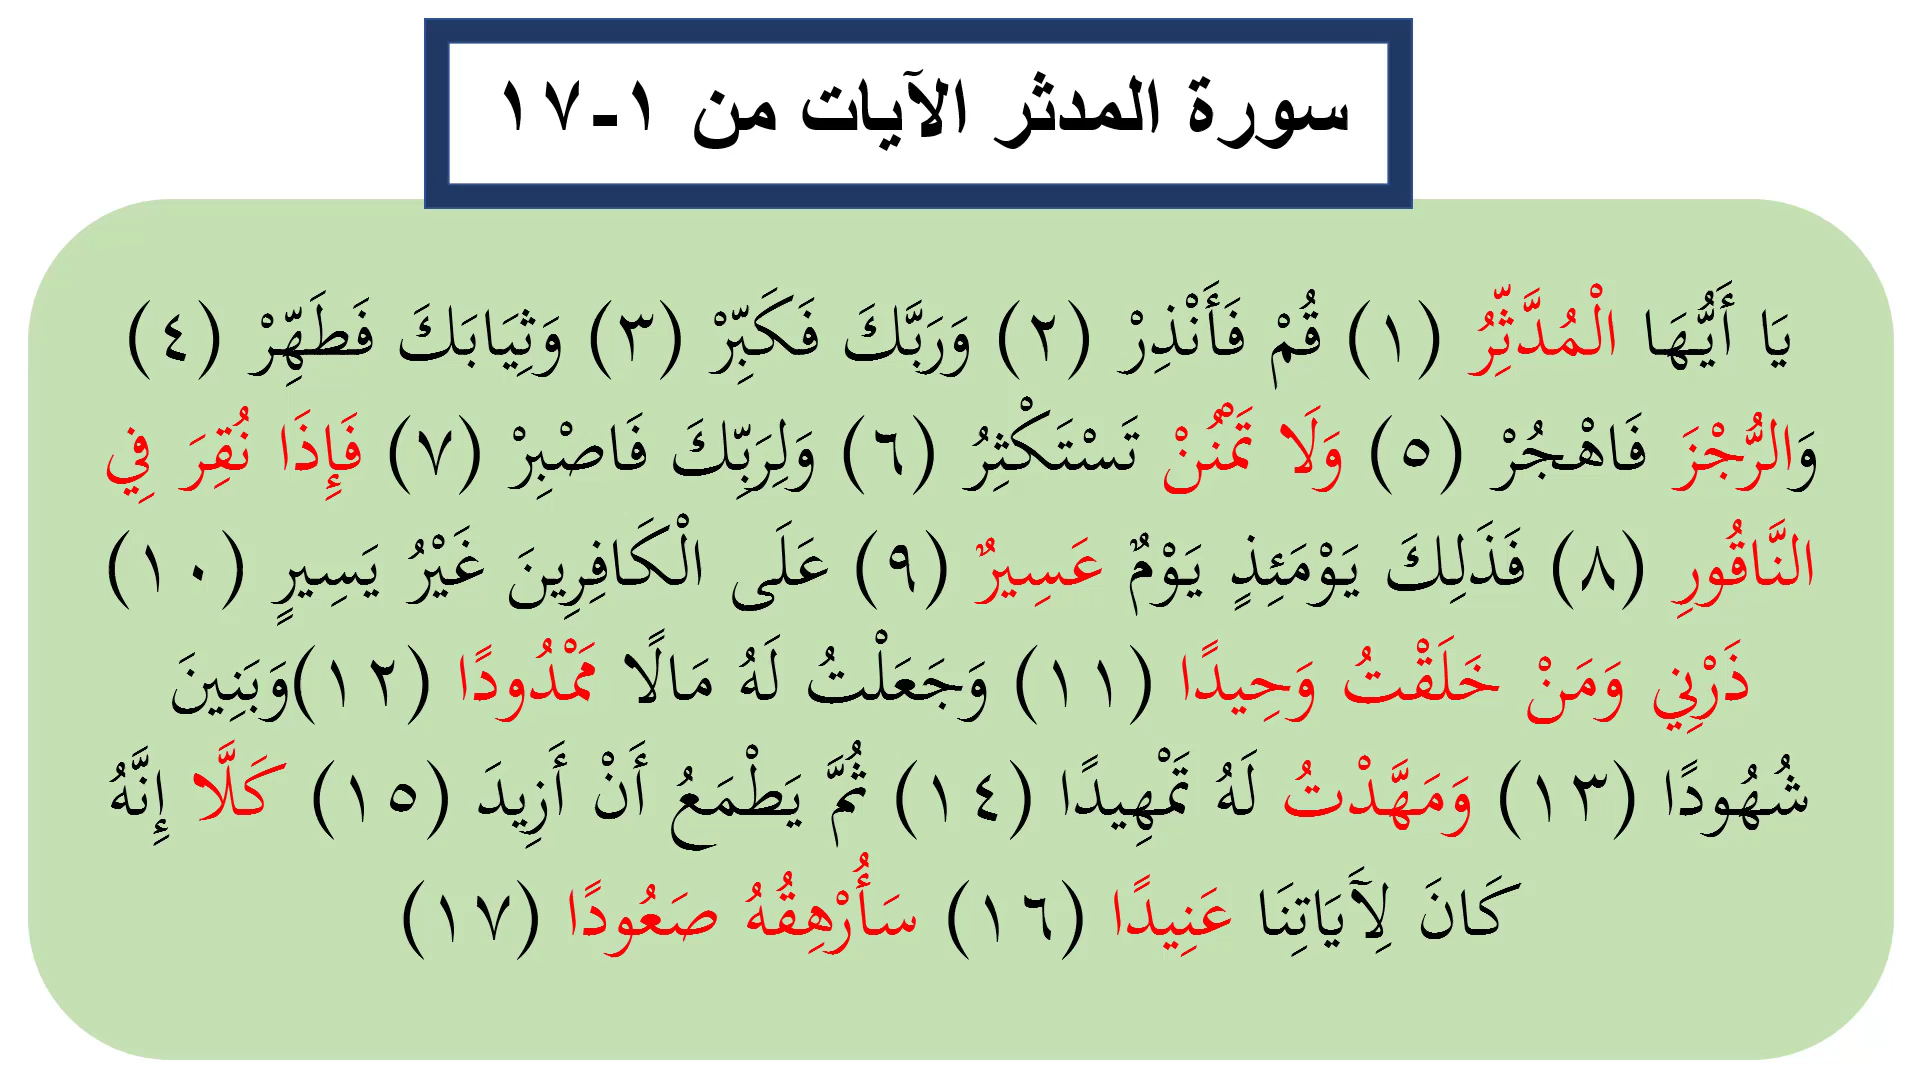 سورة المدثر الآيات من ١-١٧
يَا أَيُّهَا الْمُدَّثِّرُ (١) قُمْ فَأَنْذِرْ (٢) وَرَبَّكَ فَكَبِّرْ (٣) وَثِيَابَكَ فَطَهِّرْ (٤)
وَالرُّجْزَ فَاهْجُرْ (٥) وَلَا تَمْنُنْ تَسْتَكْثِرُ (٦) وَلِرَبِّكَ فَاصْبِرْ (٧) فَإِذَا نُقِرَ فِي
النَّاقُورِ (٨) فَذَلِكَ يَوْمَئِذٍ يَوْمٌ عَسِيرٌ (٩) عَلَى الْكَافِرِينَ غَيْرُ يَسِيرٍ (١٠)
ذَرْنِي وَمَنْ خَلَقْتُ وَحِيدًا (١١) وَجَعَلْتُ لَهُ مَالًا مَمْدُودًا (١٢)وَبَنِينَ
شُهُودًا (١٣) وَمَهَّدْتُ لَهُ تَمْهِيدًا (١٤) ثُمَّ يَطْمَعُ أَنْ أَزِيدَ (١٥) كَلَّا إِنَّهُ
كَانَ لِآَيَاتِنَا عَنِيدًا (١٦) سَأُرْهِقُهُ صَعُودًا (١٧)